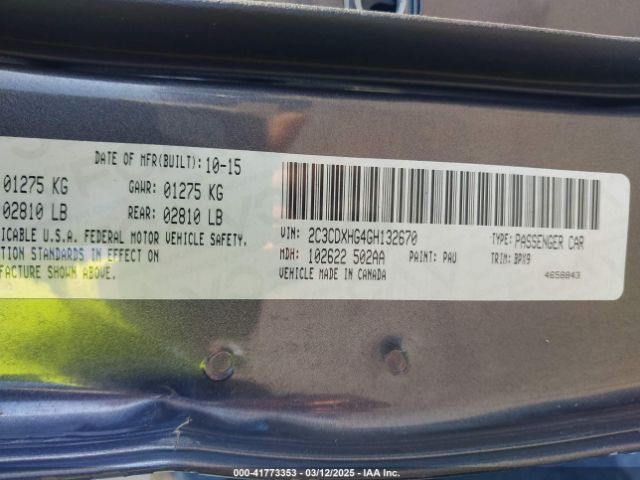 DATE OF MFR(BUILT): 10-15
01275 KG GAWR: 01275 KG
02810 LB REAR: 02810 LB
ICABLE U.S.A. FEDERAL MOTOR VEHICLE SAFETY.
TION STANDARDS IN EFFECT ON
FACTURE SHOWN ABOVE.
VIN: 2C3CDXHG4GH132670 TYPE: PASSENGER CAR
MDH: 102622 502AA PAINT: PAU TRIM: BPX9
VEHICLE MADE IN CANADA 4658843
000-41773353 - 03/12/2025 - IAA Inc.